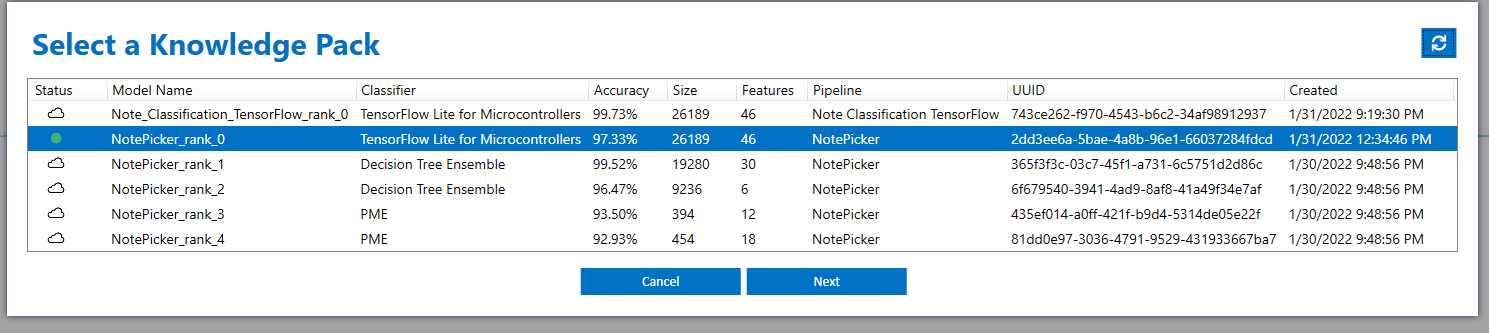 Select a Knowledge Pack
Status Model Name Classifier Accuracy Size Features Pipeline UUID Created
Note_Classification_TensorFlow_rank_0 TensorFlow Lite for Microcontrollers 99.73% 26189 46 Note Classification TensorFlow 743ce262-f970-4543-b6c2-34af98912937 1/31/2022 9:19:30 PM
NotePicker_rank_0 TensorFlow Lite for Microcontrollers 97.33% 26189 46 NotePicker 2dd3ee6a-5bae-4a8b-96e1-66037284fdcd 1/31/2022 12:34:46 PM
NotePicker_rank_1 Decision Tree Ensemble 99.52% 19280 30 NotePicker 365f3f3c-03c7-45f1-a731-6c5751d2d86c 1/30/2022 9:48:56 PM
NotePicker_rank_2 Decision Tree Ensemble 96.47% 9236 6 NotePicker 6f679540-3941-4ad9-8af8-41a49f34e7af 1/30/2022 9:48:56 PM
NotePicker_rank_3 PME 93.50% 394 12 NotePicker 435ef014-a0ff-421f-b9d4-5314de05e22f 1/30/2022 9:48:56 PM
NotePicker_rank_4 PME 92.93% 454 18 NotePicker 81dd0e97-3036-4791-9529-431933667ba7 1/30/2022 9:48:56 PM
Cancel Next